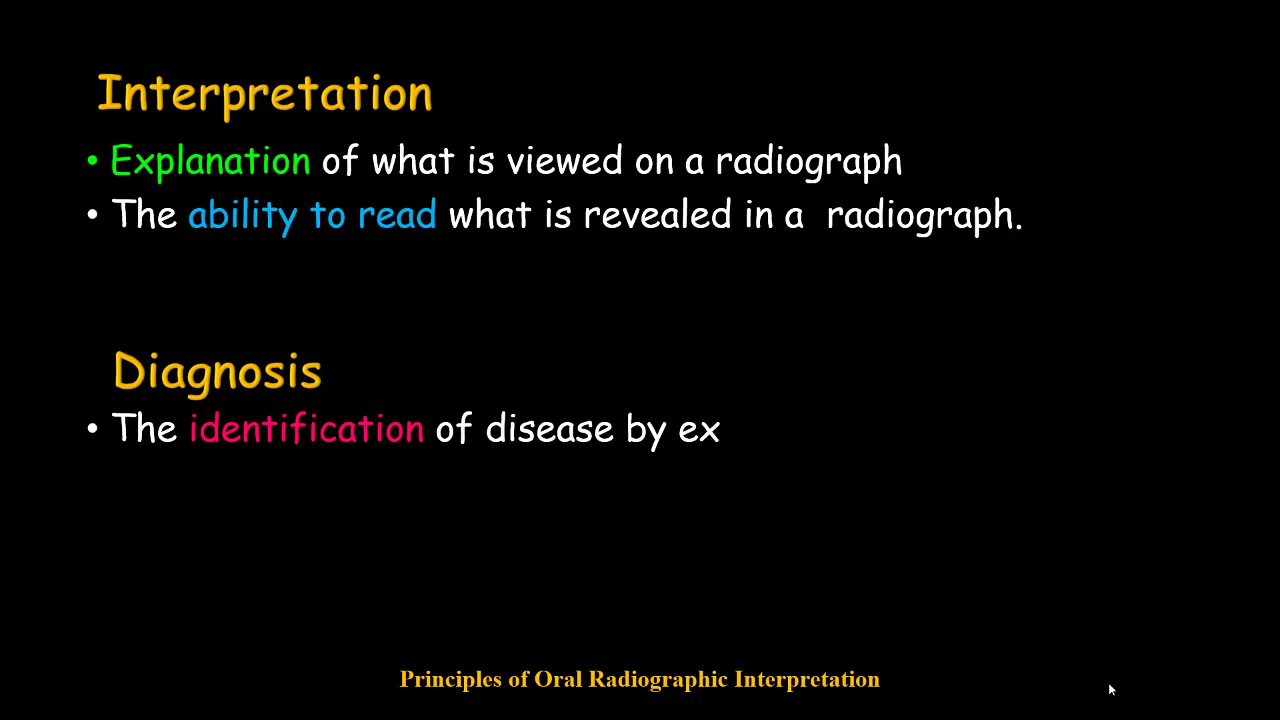 Interpretation
• Explanation of what is viewed on a radiograph
• The ability to read what is revealed in a  radiograph.
Diagnosis
• The identification of disease by ex
Principles of Oral Radiographic Interpretation